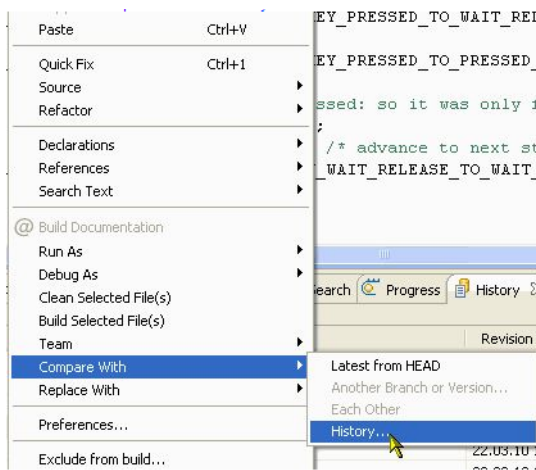 Paste Ctrl+V
EY_PRESSED_TO_WAIT_REL
Quick Fix Ctrl+1
EY_PRESSED_TO_PRESSED_
Source
Refactor
ssed: so it was only
;
Declarations
/* advance to next st
References
_WAIT_RELEASE_TO_WAIT_
Search Text
@ Build Documentation
Run As
Debug As
earch Progress History
Clean Selected File(s)
Build Selected File(s)
Team
Revision
Compare With
Latest from HEAD
Replace With
Another Branch or Version...
Each Other
Preferences...
History...
22.03.10
Exclude from build...